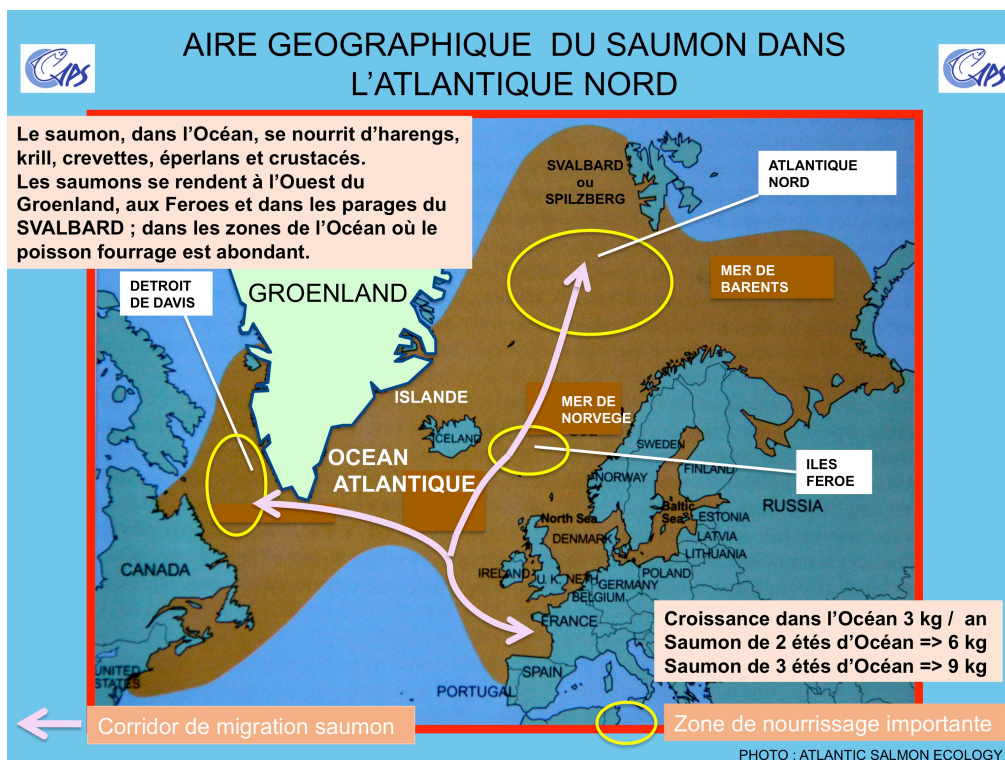 AIRE GEOGRAPHIQUE DU SAUMON DANS
L'ATLANTIQUE NORD
CAPS
CAPS
Le saumon, dans l'Océan, se nourrit d'harengs,
krill, crevettes, éperlans et crustacés.
Les saumons se rendent à l'Ouest du
Groenland, aux Feroes et dans les parages du
SVALBARD ; dans les zones de l'Océan où le
poisson fourrage est abondant.
SVALBARD
ou
SPILZBERG
ATLANTIQUE
NORD
MER DE
BARENTS
DETROIT
DE DAVIS
GROENLAND
ISLANDE
ICELAND
MER DE
NORVEGE
OCEAN
ATLANTIQUE
ILES
FEROE
SWEDEN
FINLAND
NORWAY
RUSSIA
North Sea
Baltic
Sea
ESTONIA
LATVIA
LITHUANIA
DENMARK
CANADA
IRELAND
U. K.
NETH
GERMANY
POLAND
BELGIUM
FRANCE
SPAIN
PORTUGAL
UNITED
STATES
Croissance dans l'Océan 3 kg / an
Saumon de 2 étés d'Océan => 6 kg
Saumon de 3 étés d'Océan => 9 kg
Corridor de migration saumon
Zone de nourrissage importante
PHOTO : ATLANTIC SALMON ECOLOGY